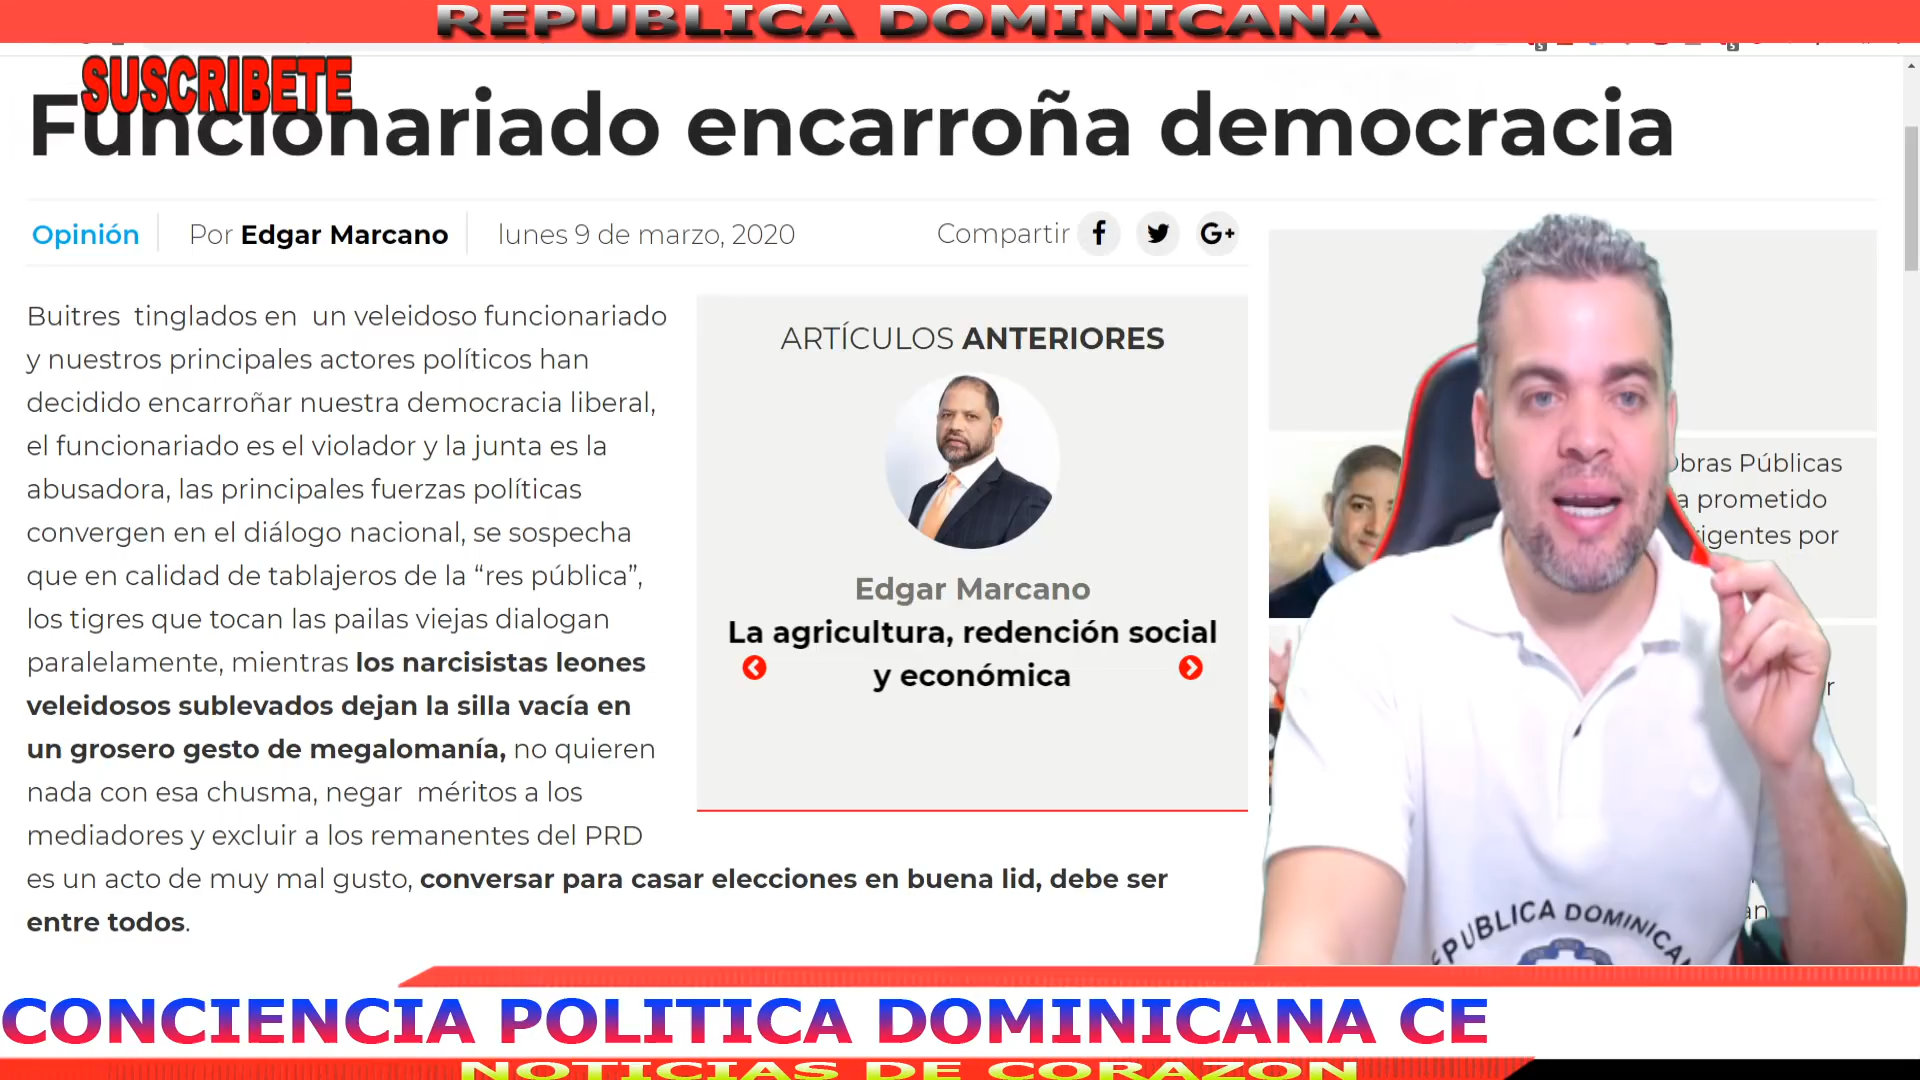 REPUBLICA DOMINICANA
SUSCRIBETE
Funcionariado encarroña democracia
Opinión
Por Edgar Marcano
lunes 9 de marzo, 2020
Compartir
G+
Buitres tinglados en un veleidoso funcionariado
y nuestros principales actores políticos han
decidido encarroñar nuestra democracia liberal,
el funcionariado es el violador y la junta es la
abusadora, las principales fuerzas políticas
convergen en el diálogo nacional, se sospecha
que en calidad de tablajeros de la “res pública”,
los tigres que tocan las pailas viejas dialogan
paralelamente, mientras los narcisistas leones
veleidosos sublevados dejan la silla vacía en
un grosero gesto de megalomanía, no quieren
nada con esa chusma, negar méritos a los
mediadores y excluir a los remanentes del PRD
es un acto de muy mal gusto, conversar para casar elecciones en buena lid, debe ser
entre todos.
ARTÍCULOS ANTERIORES
Edgar Marcano
La agricultura, redención social
y económica
Públicas
prometido
por
REPUBLICA DOMINICANA
CONCIENCIA POLITICA DOMINICANA CE
NOTICIAS DE CORAZON